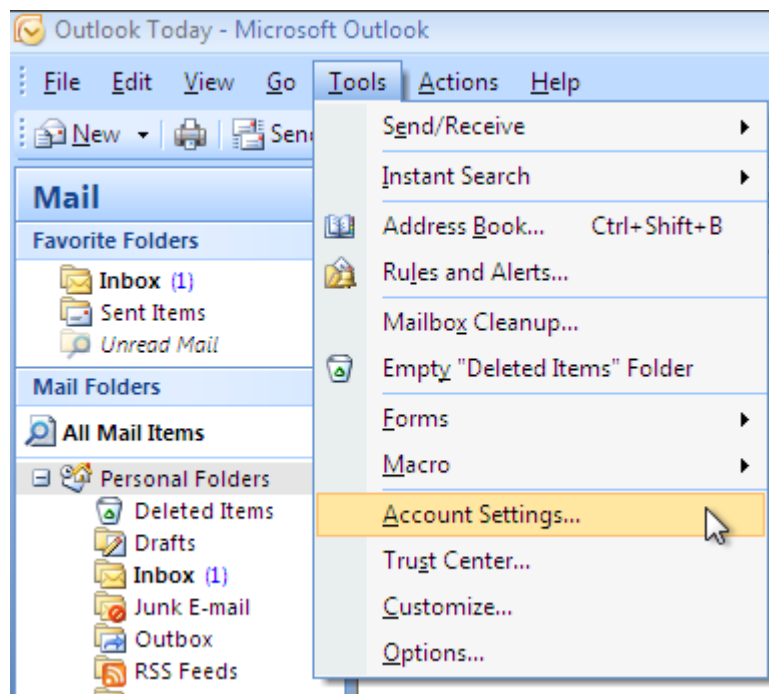 Outlook Today - Microsoft Outlook
File Edit View Go Tools Actions Help
New Send
Send/Receive
Instant Search
Address Book... Ctrl+Shift+B
Rules and Alerts...
Mailbox Cleanup...
Empty "Deleted Items" Folder
Forms
Macro
Account Settings...
Trust Center...
Customize...
Options...
Mail
Favorite Folders
Inbox (1)
Sent Items
Unread Mail
Mail Folders
All Mail Items
Personal Folders
Deleted Items
Drafts
Inbox (1)
Junk E-mail
Outbox
RSS Feeds